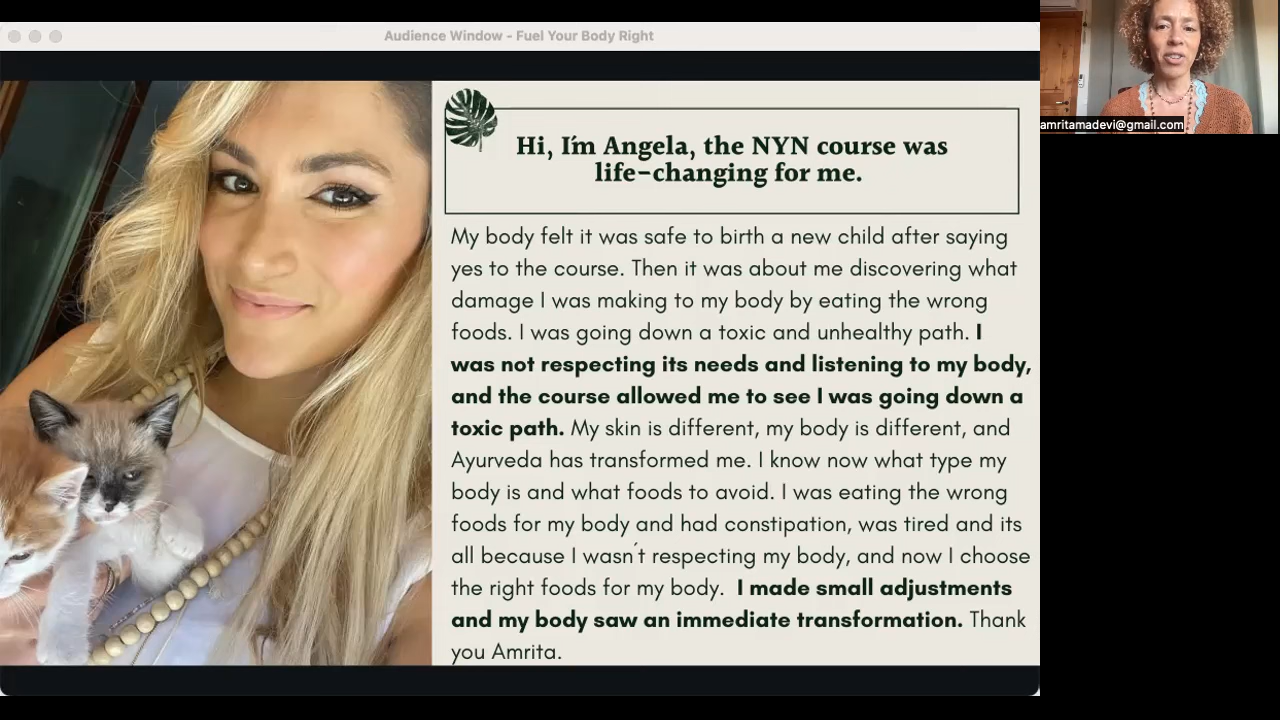 Audience Window - Fuel Your Body Right
amritamadevi@gmail.com
Hi, I´m Angela, the NYN course was
life-changing for me.
My body felt it was safe to birth a new child after saying
yes to the course. Then it was about me discovering what
damage I was making to my body by eating the wrong
foods. I was going down a toxic and unhealthy path. I
was not respecting its needs and listening to my body,
and the course allowed me to see I was going down a
toxic path. My skin is different, my body is different, and
Ayurveda has transformed me. I know now what type my
body is and what foods to avoid. I was eating the wrong
foods for my body and had constipation, was tired and its
all because I wasn´t respecting my body, and now I choose
the right foods for my body. I made small adjustments
and my body saw an immediate transformation. Thank
you Amrita.